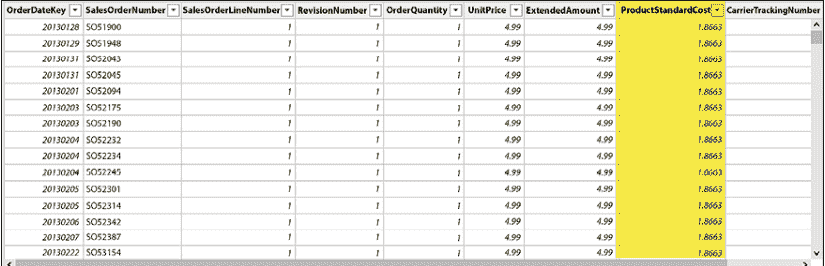 OrderDateKey SalesOrderNumber SalesOrderLineNumber RevisionNumber OrderQuantity UnitPrice ExtendedAmount ProductStandardCost CarrierTrackingNumber
20130128 SO51900 1 1 1 4.99 4.99 1.8663
20130129 SO51948 1 1 1 4.99 4.99 1.8663
20130131 SO52043 1 1 1 4.99 4.99 1.8663
20130131 SO52045 1 1 1 4.99 4.99 1.8663
20130201 SO52094 1 1 1 4.99 4.99 1.8663
20130203 SO52175 1 1 1 4.99 4.99 1.8663
20130203 SO52190 1 1 1 4.99 4.99 1.8663
20130204 SO52232 1 1 1 4.99 4.99 1.8663
20130204 SO52234 1 1 1 4.99 4.99 1.8663
20130204 SO52245 1 1 1 4.99 4.99 1.8663
20130205 SO52301 1 1 1 4.99 4.99 1.8663
20130205 SO52314 1 1 1 4.99 4.99 1.8663
20130206 SO52342 1 1 1 4.99 4.99 1.8663
20130207 SO52387 1 1 1 4.99 4.99 1.8663
20130222 SO53154 1 1 1 4.99 4.99 1.8663